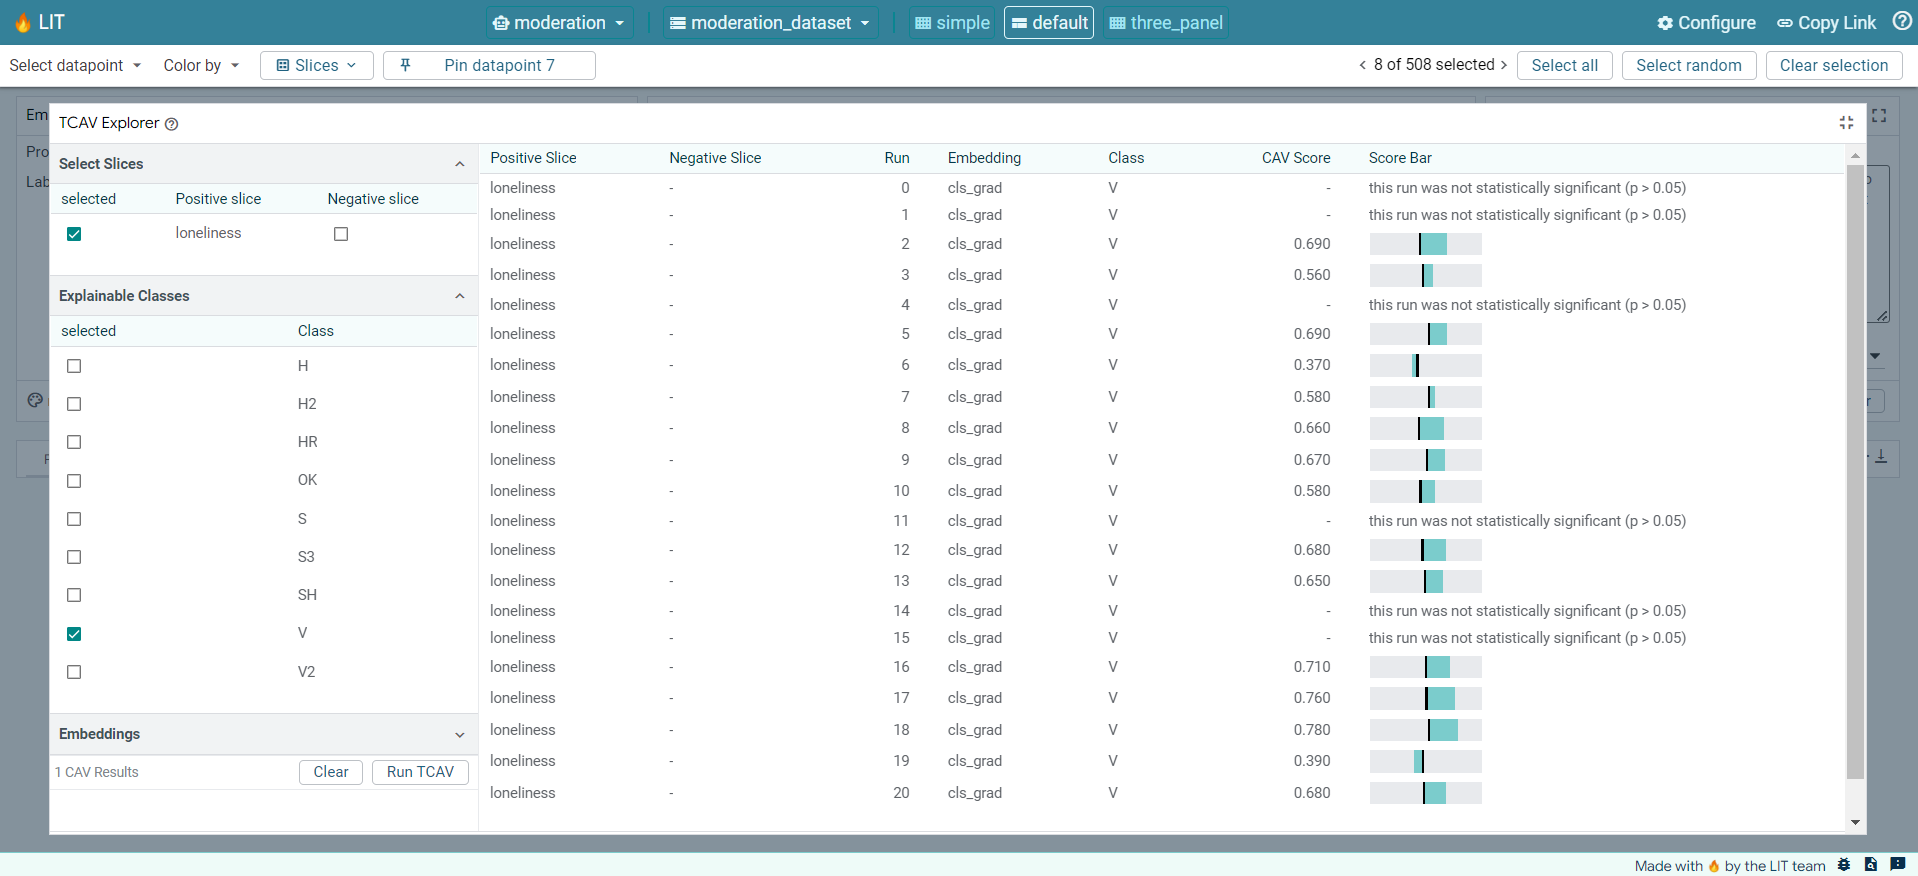 LIT moderation moderation_dataset simple default three_panel Configure Copy Link
Select datapoint Color by Slices Pin datapoint 7 8 of 508 selected Select all Select random Clear selection
Em
Pro
Lab
TCAV Explorer
Select Slices
selected Positive slice Negative slice
loneliness
Explainable Classes
selected Class
H
H2
HR
OK
S
S3
SH
V
V2
Embeddings
1 CAV Results Clear Run TCAV
Positive Slice Negative Slice Run Embedding Class CAV Score Score Bar
loneliness - 0 cls_grad V - this run was not statistically significant (p > 0.05)
loneliness - 1 cls_grad V - this run was not statistically significant (p > 0.05)
loneliness - 2 cls_grad V 0.690
loneliness - 3 cls_grad V 0.560
loneliness - 4 cls_grad V - this run was not statistically significant (p > 0.05)
loneliness - 5 cls_grad V 0.690
loneliness - 6 cls_grad V 0.370
loneliness - 7 cls_grad V 0.580
loneliness - 8 cls_grad V 0.660
loneliness - 9 cls_grad V 0.670
loneliness - 10 cls_grad V 0.580
loneliness - 11 cls_grad V - this run was not statistically significant (p > 0.05)
loneliness - 12 cls_grad V 0.680
loneliness - 13 cls_grad V 0.650
loneliness - 14 cls_grad V - this run was not statistically significant (p > 0.05)
loneliness - 15 cls_grad V - this run was not statistically significant (p > 0.05)
loneliness - 16 cls_grad V 0.710
loneliness - 17 cls_grad V 0.760
loneliness - 18 cls_grad V 0.780
loneliness - 19 cls_grad V 0.390
loneliness - 20 cls_grad V 0.680
Made with by the LIT team